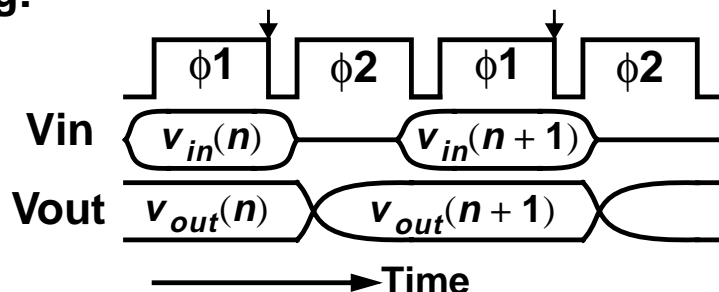 g:
ϕ1 ϕ2 ϕ1 ϕ2
Vin v_in(n) v_in(n + 1)
Vout v_out(n) v_out(n + 1)
Time